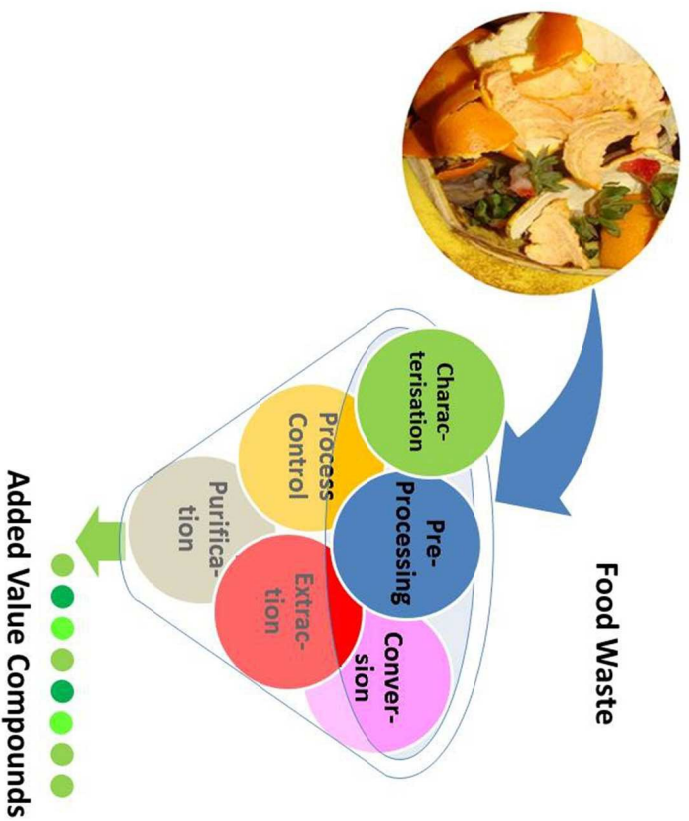 Food Waste
Charac-
terisation
Pre-
Processing
Conver-
sion
Process
Control
Extrac-
tion
Purifica-
tion
Added Value Compounds